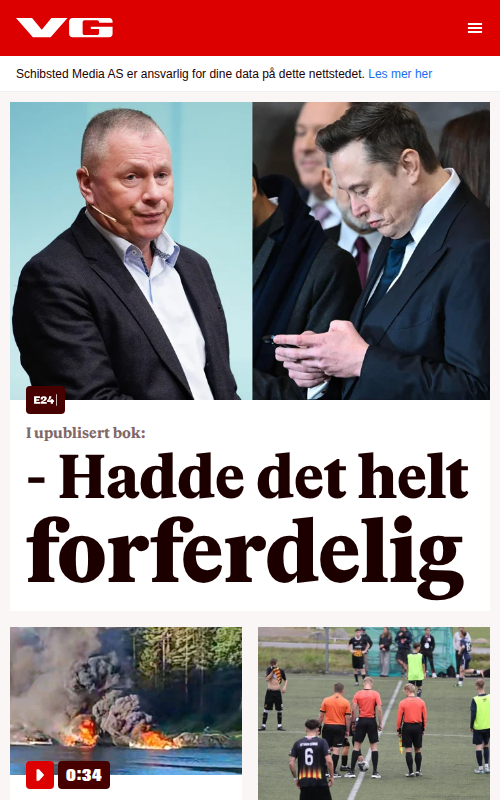 VG
Schibsted Media AS er ansvarlig for dine data på dette nettstedet. Les mer her
E24
I upublisert bok:
- Hadde det helt
forferdelig
0:34
6